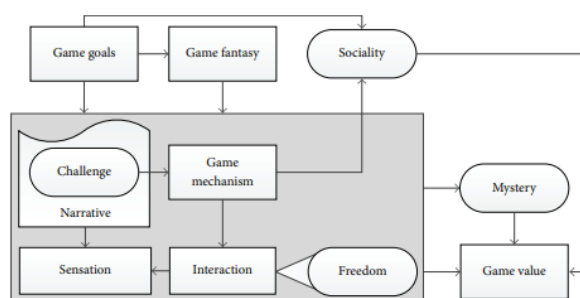 Game goals
Game fantasy
Sociality
Challenge
Game
mechanism
Mystery
Narrative
Sensation
Interaction
Freedom
Game value